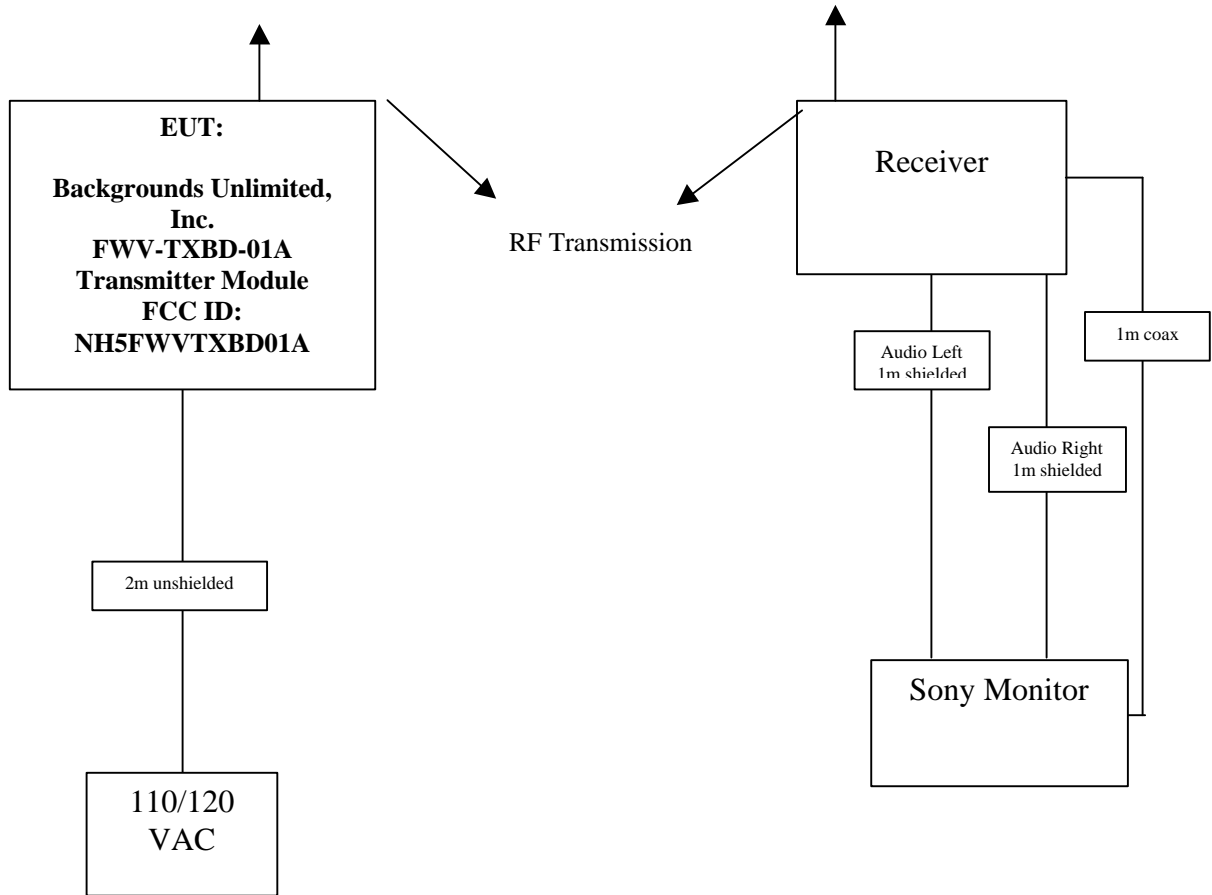 EUT:
Backgrounds Unlimited,
Inc.
FWV-TXBD-01A
Transmitter Module
FCC ID:
NH5FWVTXBD01A
Receiver
RF Transmission
Audio Left
1m shielded
1m coax
Audio Right
1m shielded
2m unshielded
Sony Monitor
110/120
VAC